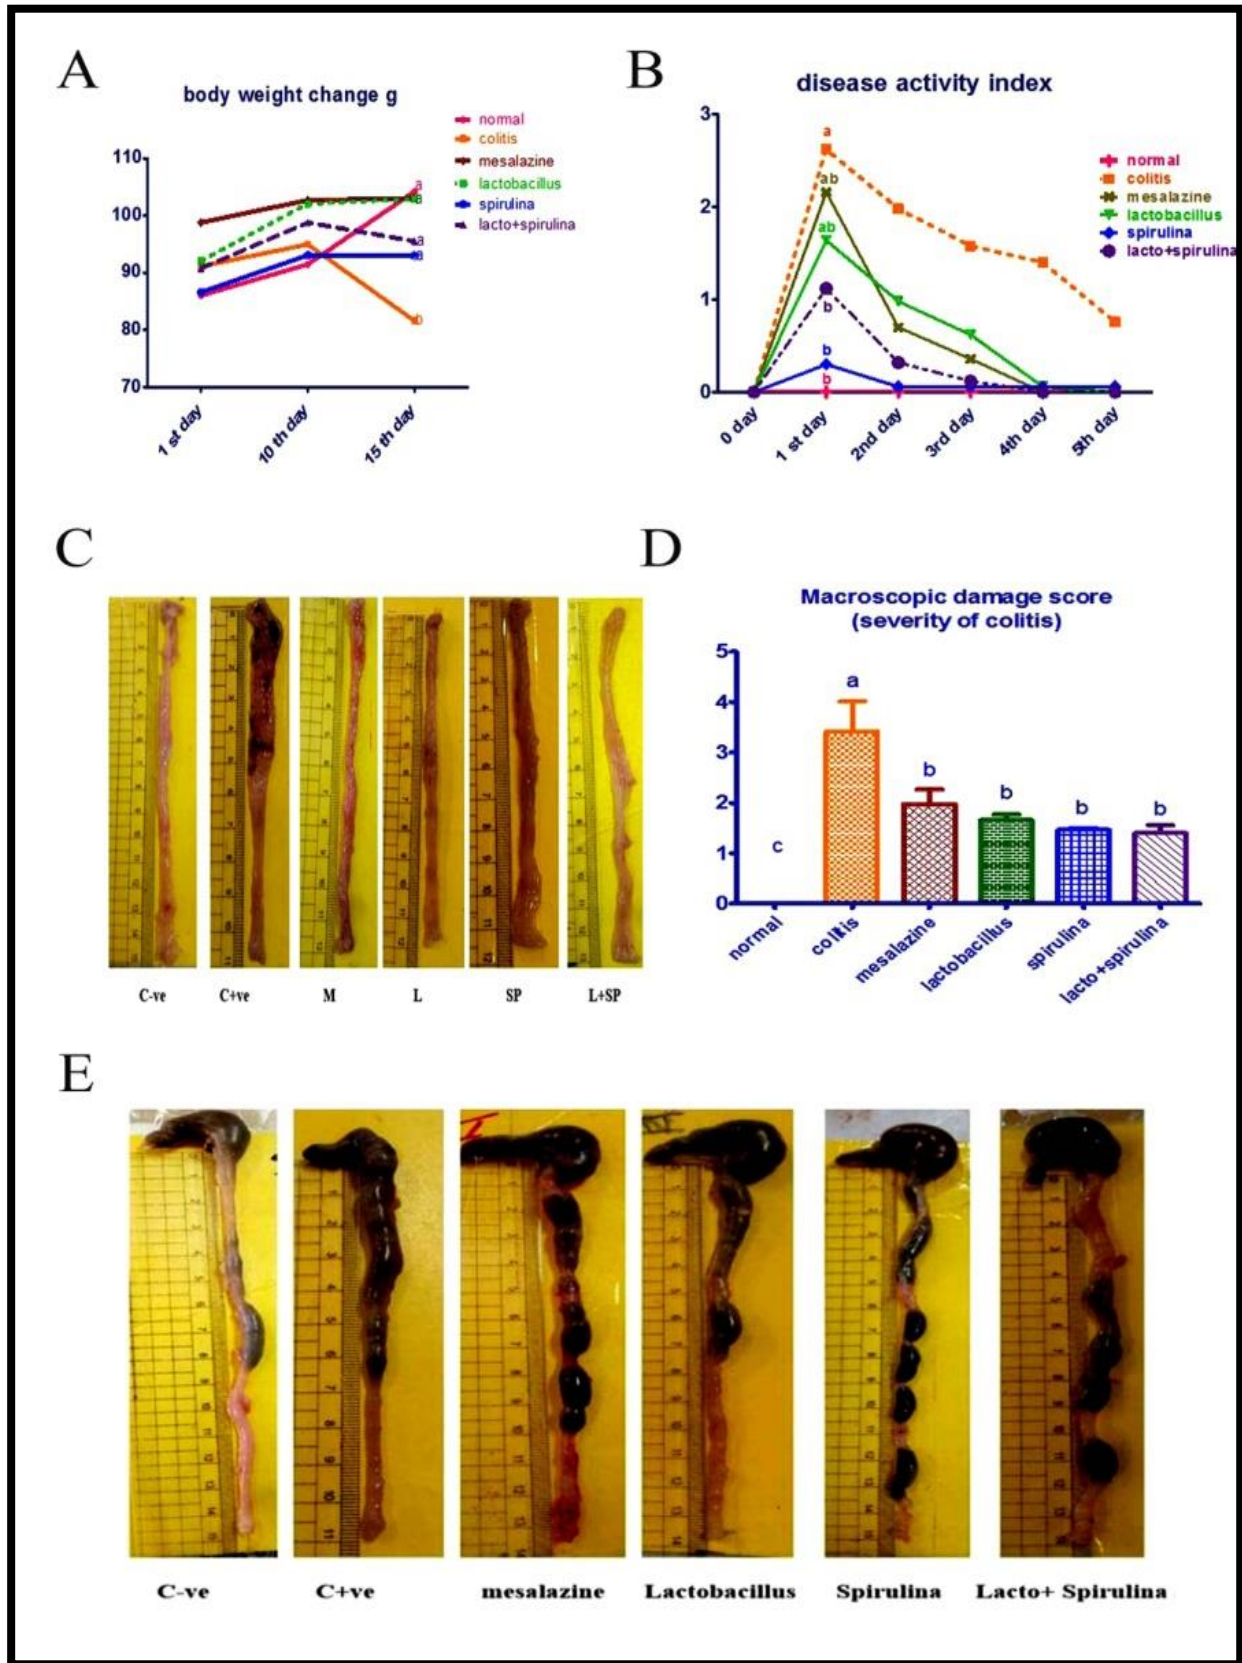 A
body weight change g
normal
colitis
mesalazine
lactobacillus
spirulina
lacto+spirulina
110
100
90
80
70
a
a
a
a
b
1 st day
10 th day
15 th day
B
disease activity index
3
2
1
0
a
ab
ab
b
b
b
normal
colitis
mesalazine
lactobacillus
spirulina
lacto+spirulina
0 day
1 st day
2nd day
3rd day
4th day
5th day
C
C-ve
C+ve
M
L
SP
L+SP
D
Macroscopic damage score
(severity of colitis)
5
4
3
2
1
0
c
a
b
b
b
b
normal
colitis
mesalazine
lactobacillus
spirulina
lacto+spirulina
E
C-ve
C+ve
mesalazine
Lactobacillus
Spirulina
Lacto+ Spirulina